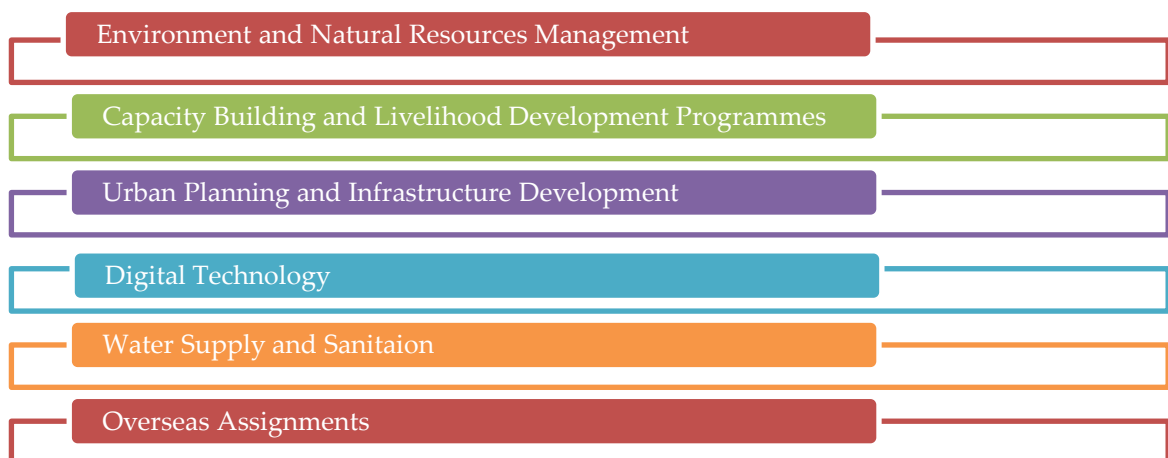 Environment and Natural Resources Management
Capacity Building and Livelihood Development Programmes
Urban Planning and Infrastructure Development
Digital Technology
Water Supply and Sanitaion
Overseas Assignments